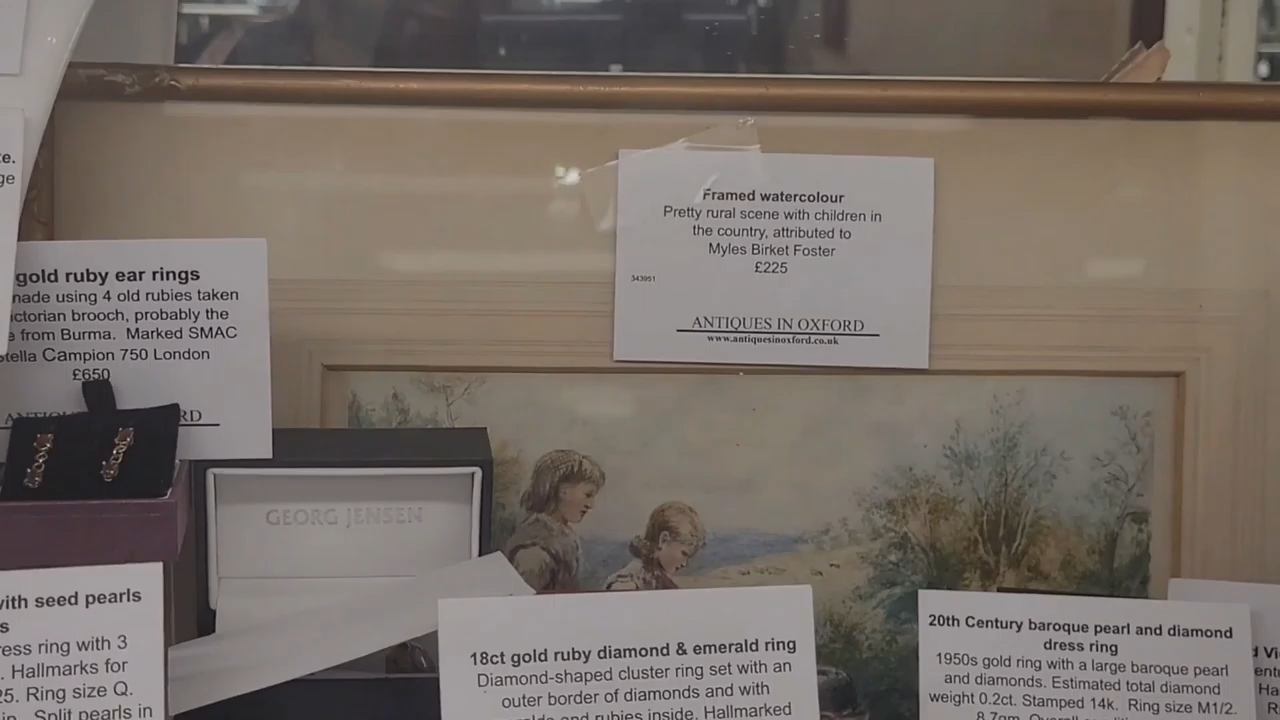 Framed watercolour
Pretty rural scene with children in
the country, attributed to
Myles Birket Foster
£225
343951
ANTIQUES IN OXFORD
www.antiquesinoxford.co.uk
gold ruby ear rings
using 4 old rubies taken
brooch, probably the
from Burma. Marked SMAC
Campion 750 London
£650
GEORG JENSEN
with seed pearls
ring with 3
Hallmarks for
Ring size Q.
Split pearls in
18ct gold ruby diamond & emerald ring
Diamond-shaped cluster ring set with an
outer border of diamonds and with
and rubies inside. Hallmarked
20th Century baroque pearl and diamond
dress ring
1950s gold ring with a large baroque pearl
and diamonds. Estimated total diamond
weight 0.2ct. Stamped 14k. Ring size M1/2.
8.7gm. Overall